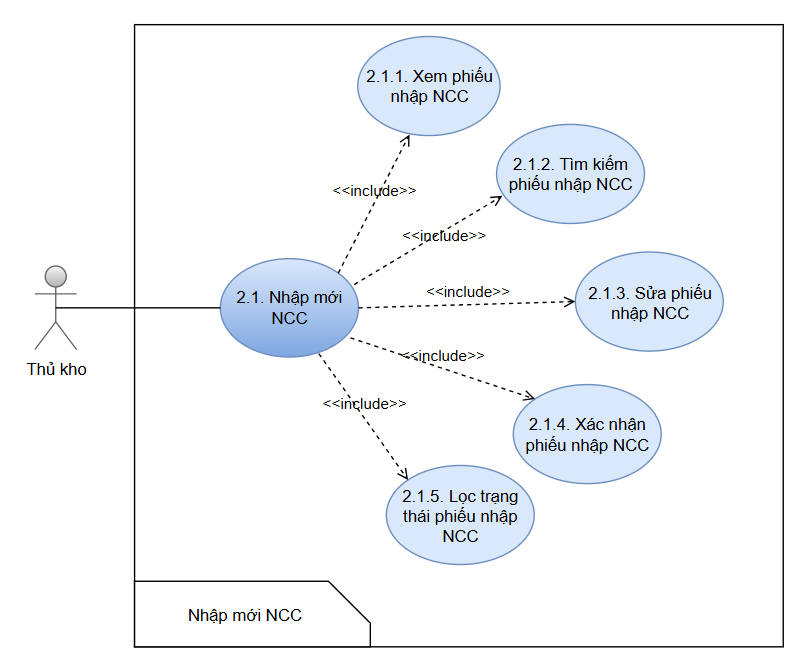 2.1.1. Xem phiếu
nhập NCC
2.1.2. Tìm kiếm
phiếu nhập NCC
<<include>>
<<include>>
2.1. Nhập mới
NCC
<<include>>
2.1.3. Sửa phiếu
nhập NCC
Thủ kho
<<include>>
<<include>>
2.1.4. Xác nhận
phiếu nhập NCC
2.1.5. Lọc trạng
thái phiếu nhập
NCC
Nhập mới NCC